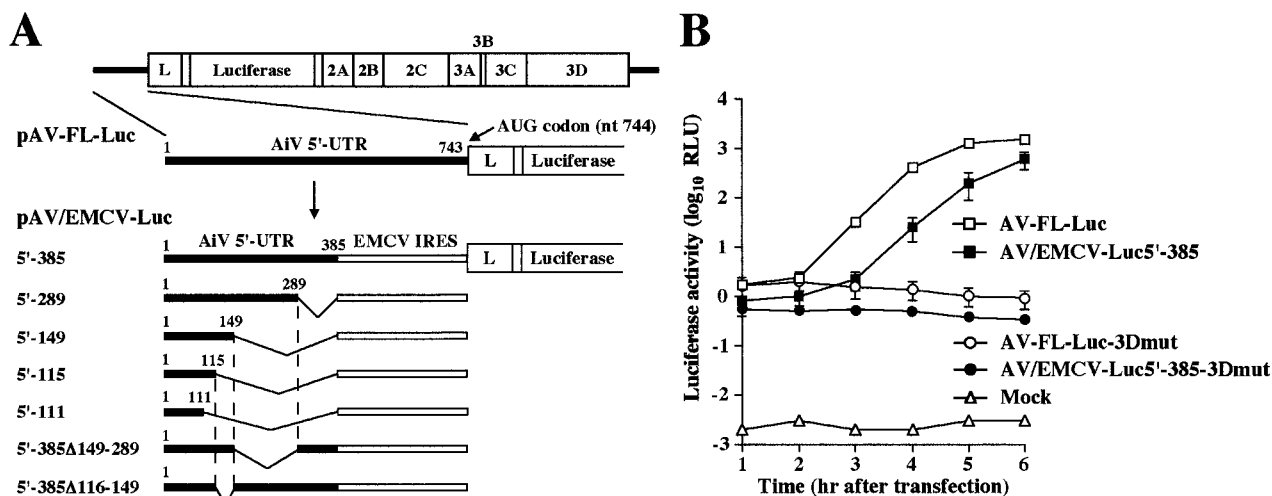 A
3B
L Luciferase 2A 2B 2C 3A 3C 3D
pAV-FL-Luc
AUG codon (nt 744)
1 AiV 5'-UTR 743
L Luciferase
pAV/EMCV-Luc
1 AiV 5'-UTR 385 EMCV IRES
5'-385
L Luciferase
1 289
5'-289
1 149
5'-149
1 115
5'-115
1 111
5'-111
1
5'-385Δ149-289
1
5'-385Δ116-149
B
Luciferase activity (log10 RLU)
4
3
2
1
0
-1
-2
-3
1 2 3 4 5 6
Time (hr after transfection)
AV-FL-Luc
AV/EMCV-Luc5'-385
AV-FL-Luc-3Dmut
AV/EMCV-Luc5'-385-3Dmut
Mock